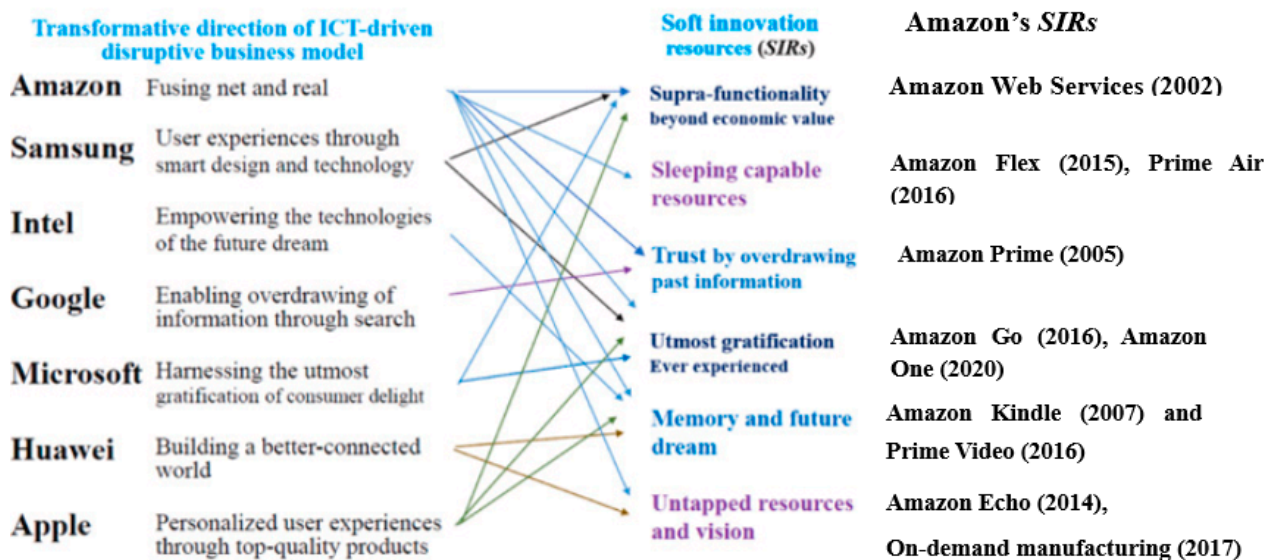 Transformative direction of ICT-driven
disruptive business model
Amazon Fusing net and real
Samsung User experiences through
smart design and technology
Intel Empowering the technologies
of the future dream
Google Enabling overdrawing of
information through search
Microsoft Harnessing the utmost
gratification of consumer delight
Huawei Building a better-connected
world
Apple Personalized user experiences
through top-quality products
Soft innovation
resources (SIRs)
Supra-functionality
beyond economic value
Sleeping capable
resources
Trust by overdrawing
past information
Utmost gratification
Ever experienced
Memory and future
dream
Untapped resources
and vision
Amazon's SIRs
Amazon Web Services (2002)
Amazon Flex (2015), Prime Air
(2016)
Amazon Prime (2005)
Amazon Go (2016), Amazon
One (2020)
Amazon Kindle (2007) and
Prime Video (2016)
Amazon Echo (2014),
On-demand manufacturing (2017)